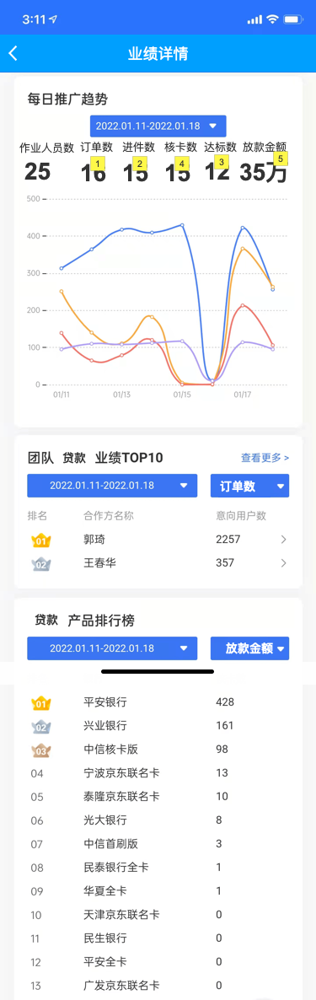 3:11
业绩详情
每日推广趋势
2022.01.11-2022.01.18
作业人员数 订单数 进件数 核卡数 达标数 放款金额
1 2 4 3 5
25 16 15 15 12 35万
500
400
300
200
100
0
01/11 01/13 01/15 01/17
团队 贷款 业绩TOP10 查看更多 >
2022.01.11-2022.01.18 订单数
排名 合作方名称 意向用户数
01 郭琦 2257
02 王春华 357
贷款 产品排行榜
2022.01.11-2022.01.18 放款金额
01 平安银行 428
02 兴业银行 161
03 中信核卡版 98
04 宁波京东联名卡 13
05 泰隆京东联名卡 10
06 光大银行 8
07 中信首刷版 3
08 民泰银行全卡 1
09 华夏全卡 1
10 天津京东联名卡 0
11 民生银行 0
12 平安全卡 0
13 广发京东联名卡 0